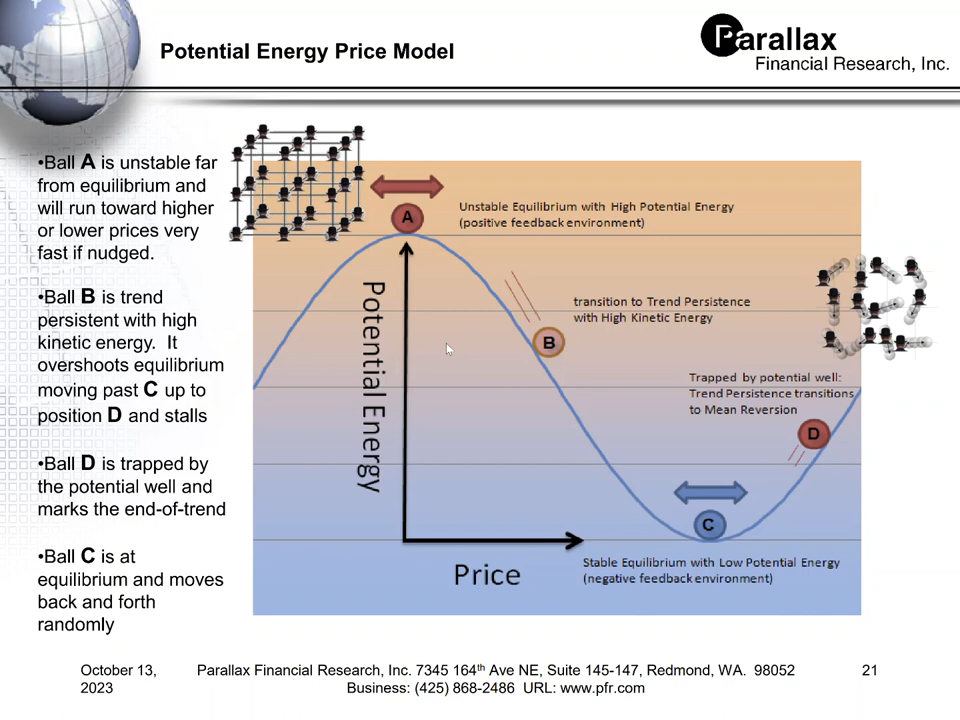 Potential Energy Price Model
Parallax
Financial Research, Inc.
•Ball A is unstable far
from equilibrium and
will run toward higher
or lower prices very
fast if nudged.
•Ball B is trend
persistent with high
kinetic energy. It
overshoots equilibrium
moving past C up to
position D and stalls
•Ball D is trapped by
the potential well and
marks the end-of-trend
•Ball C is at
equilibrium and moves
back and forth
randomly
A
Unstable Equilibrium with High Potential Energy
(positive feedback environment)
Potential Energy
transition to Trend Persistence
with High Kinetic Energy
B
Trapped by potential well:
Trend Persistence transitions
to Mean Reversion
D
C
Price
Stable Equilibrium with Low Potential Energy
(negative feedback environment)
October 13,
2023
Parallax Financial Research, Inc. 7345 164th Ave NE, Suite 145-147, Redmond, WA. 98052
Business: (425) 868-2486 URL: www.pfr.com
21